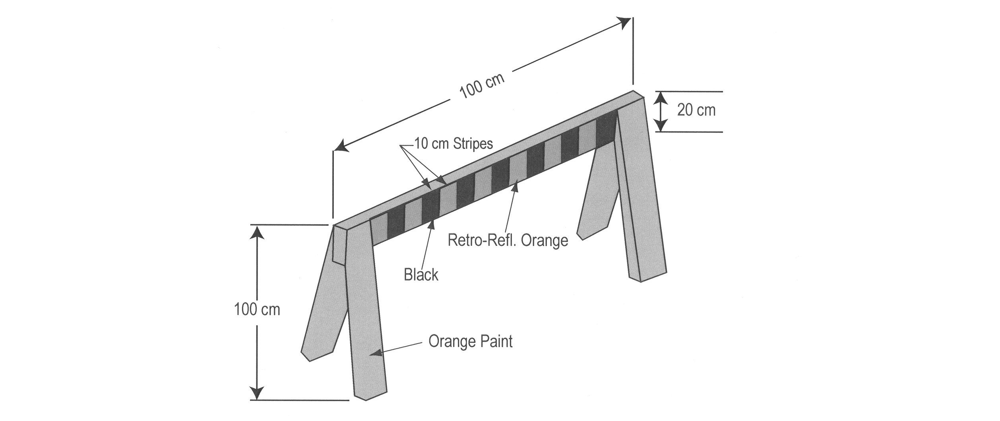 100 cm
20 cm
10 cm Stripes
Retro-Refl. Orange
Black
100 cm
Orange Paint